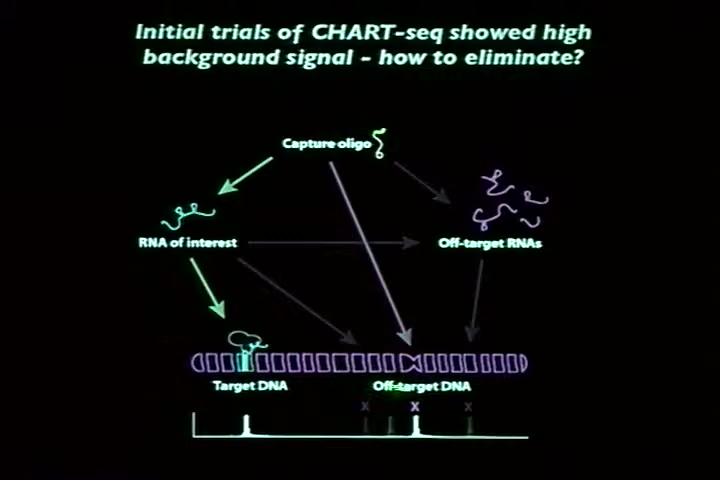 Initial trials of CHART-seq showed high
background signal - how to eliminate?
Capture oligo
RNA of interest
Off-target RNAs
Target DNA
Off-target DNA
X X X